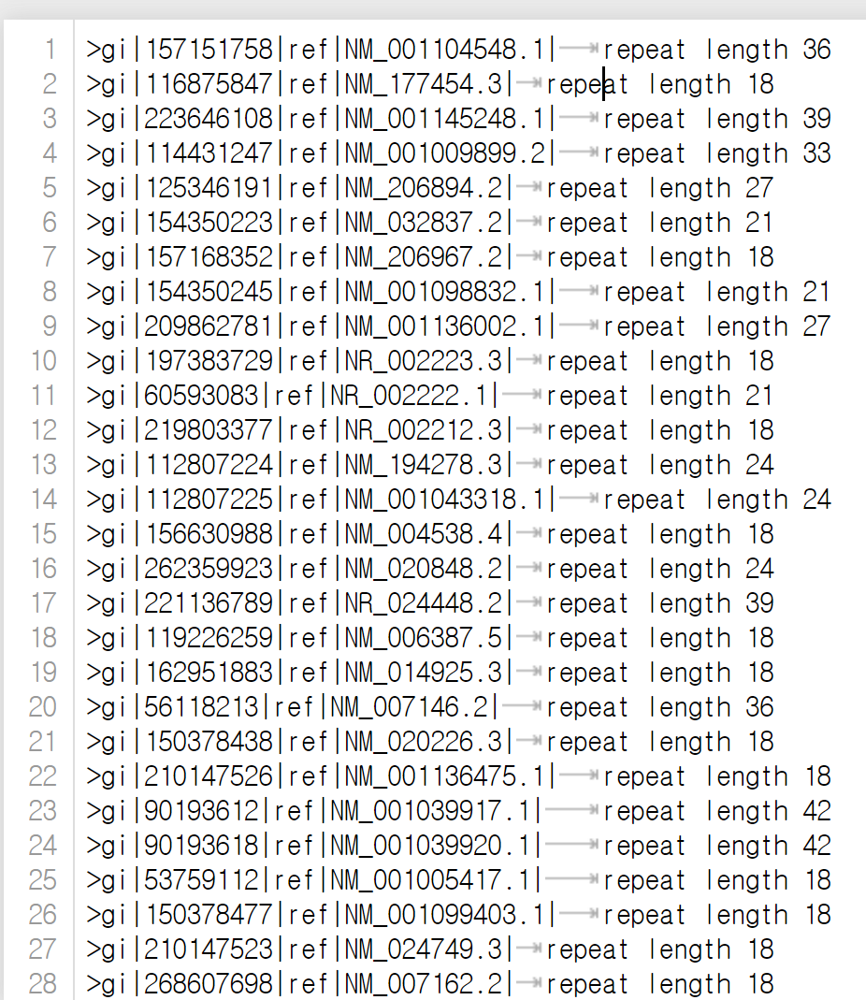 1 >gi|157151758|ref|NM_001104548.1| repeat length 36
2 >gi|116875847|ref|NM_177454.3| repeat length 18
3 >gi|223646108|ref|NM_001145248.1| repeat length 39
4 >gi|114431247|ref|NM_001009899.2| repeat length 33
5 >gi|125346191|ref|NM_206894.2| repeat length 27
6 >gi|154350223|ref|NM_032837.2| repeat length 21
7 >gi|157168352|ref|NM_206967.2| repeat length 18
8 >gi|154350245|ref|NM_001098832.1| repeat length 21
9 >gi|209862781|ref|NM_001136002.1| repeat length 27
10 >gi|197383729|ref|NR_002223.3| repeat length 18
11 >gi|60593083|ref|NR_002222.1| repeat length 21
12 >gi|219803377|ref|NR_002212.3| repeat length 18
13 >gi|112807224|ref|NM_194278.3| repeat length 24
14 >gi|112807225|ref|NM_001043318.1| repeat length 24
15 >gi|156630988|ref|NM_004538.4| repeat length 18
16 >gi|262359923|ref|NM_020848.2| repeat length 24
17 >gi|221136789|ref|NR_024448.2| repeat length 39
18 >gi|119226259|ref|NM_006387.5| repeat length 18
19 >gi|162951883|ref|NM_014925.3| repeat length 18
20 >gi|56118213|ref|NM_007146.2| repeat length 36
21 >gi|150378438|ref|NM_020226.3| repeat length 18
22 >gi|210147526|ref|NM_001136475.1| repeat length 18
23 >gi|90193612|ref|NM_001039917.1| repeat length 42
24 >gi|90193618|ref|NM_001039920.1| repeat length 42
25 >gi|53759112|ref|NM_001005417.1| repeat length 18
26 >gi|150378477|ref|NM_001099403.1| repeat length 18
27 >gi|210147523|ref|NM_024749.3| repeat length 18
28 >gi|268607698|ref|NM_007162.2| repeat length 18